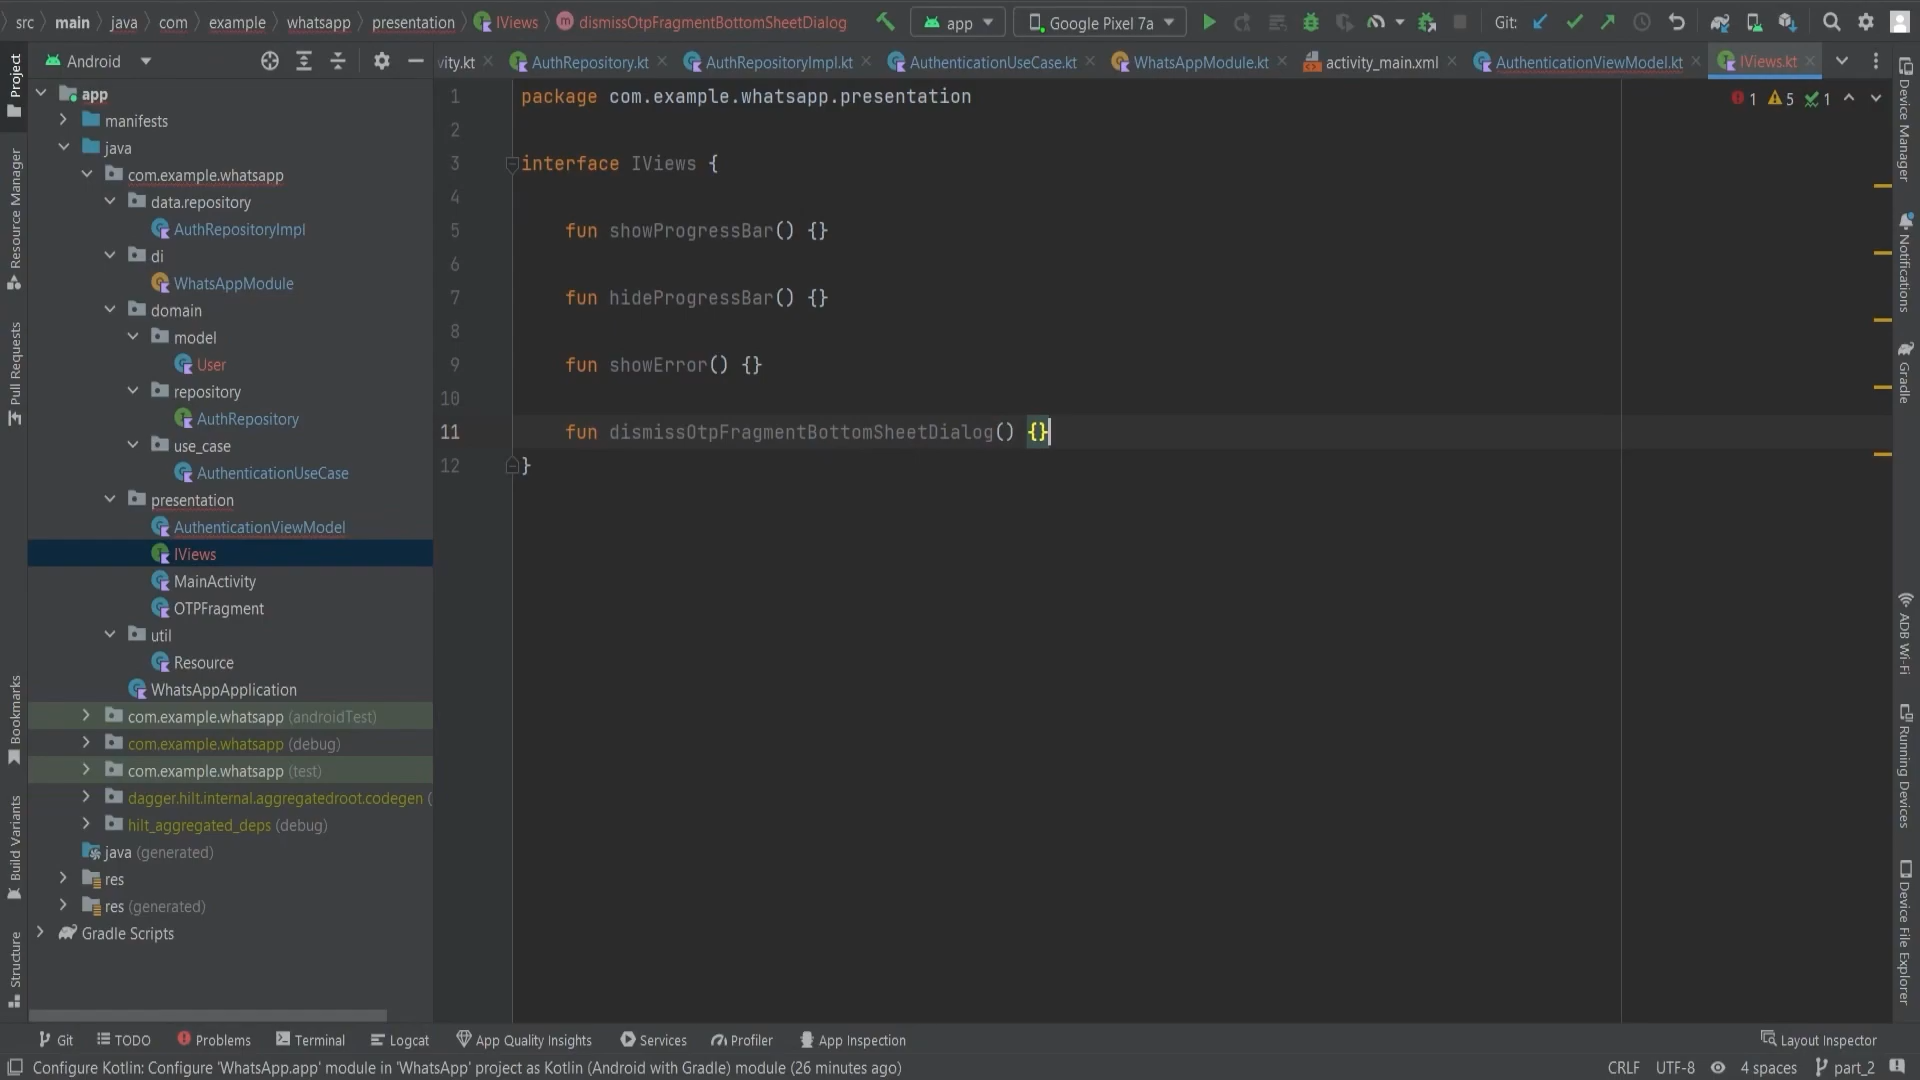 src main java com example whatsapp presentation IViews dismissOtpFragmentBottomSheetDialog app Google Pixel 7a Git:
Android
vity.kt AuthRepository.kt AuthRepositoryImpl.kt AuthenticationUseCase.kt WhatsAppModule.kt activity_main.xml AuthenticationViewModel.kt IViews.kt
1 5 1
Project
Resource Manager
Pull Requests
Bookmarks
Build Variants
Structure
app
manifests
java
com.example.whatsapp
data.repository
AuthRepositoryImpl
di
WhatsAppModule
domain
model
User
repository
AuthRepository
use_case
AuthenticationUseCase
presentation
AuthenticationViewModel
IViews
MainActivity
OTPFragment
util
Resource
WhatsAppApplication
com.example.whatsapp (androidTest)
com.example.whatsapp (debug)
com.example.whatsapp (test)
dagger.hilt.internal.aggregatedroot.codegen (
hilt_aggregated_deps (debug)
java (generated)
res
res (generated)
Gradle Scripts
1 package com.example.whatsapp.presentation
2
3 interface IViews {
4
5 fun showProgressBar() {}
6
7 fun hideProgressBar() {}
8
9 fun showError() {}
10
11 fun dismissOtpFragmentBottomSheetDialog() {}
12 }
Device Manager
Notifications
Gradle
ADB Wi-Fi
Running Devices
Device File Explorer
Git TODO Problems Terminal Logcat App Quality Insights Services Profiler App Inspection Layout Inspector
Configure Kotlin: Configure 'WhatsApp.app' module in 'WhatsApp' project as Kotlin (Android with Gradle) module (26 minutes ago) CRLF UTF-8 4 spaces part_2